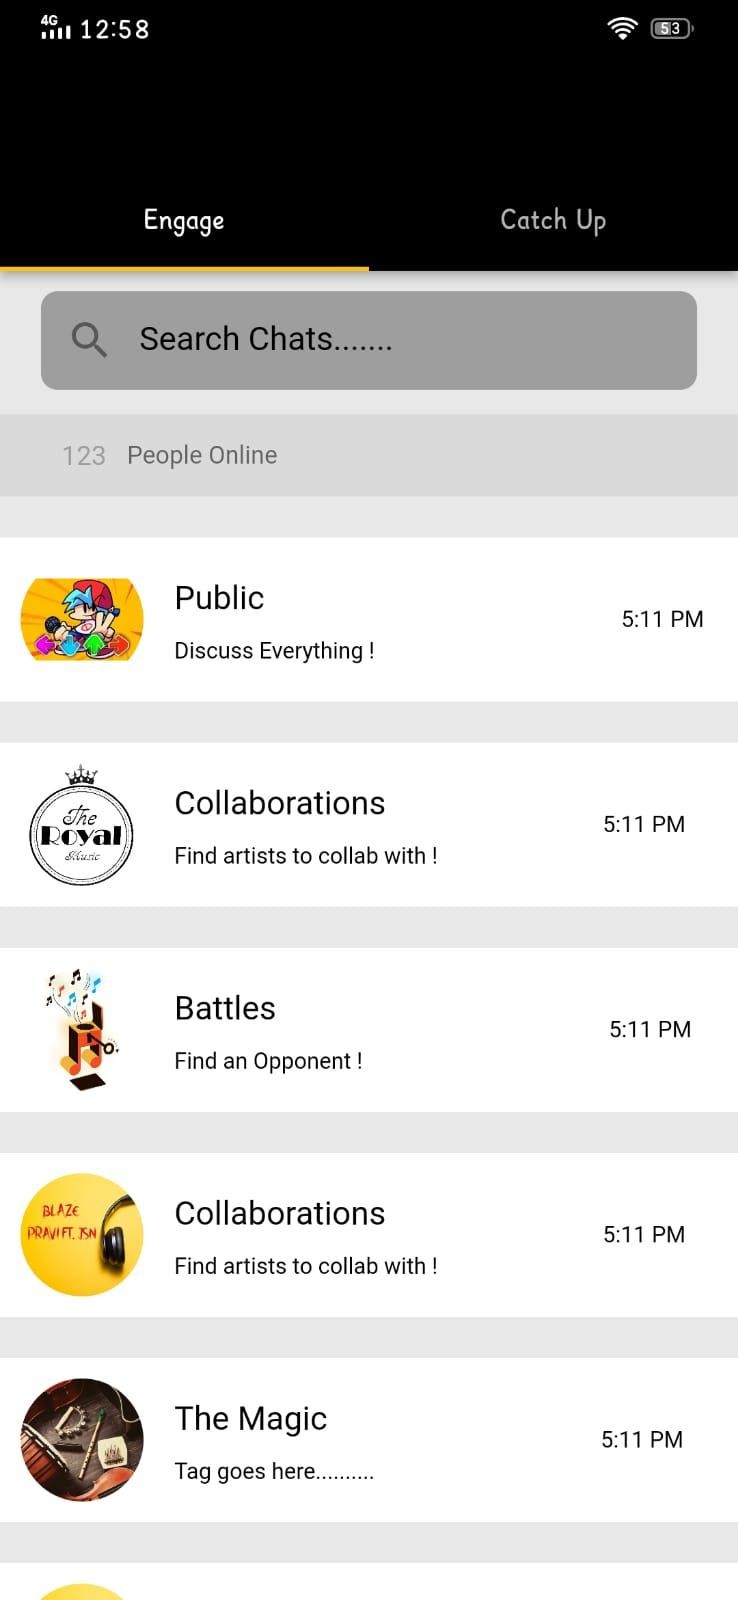 4G
12:58
53
Engage
Catch Up
Search Chats.......
123 People Online
Public
Discuss Everything !
5:11 PM
The
Royal
Music
Collaborations
Find artists to collab with !
5:11 PM
Battles
Find an Opponent !
5:11 PM
BLAZE
PRAVI FT. JSN
Collaborations
Find artists to collab with !
5:11 PM
The Magic
Tag goes here..........
5:11 PM